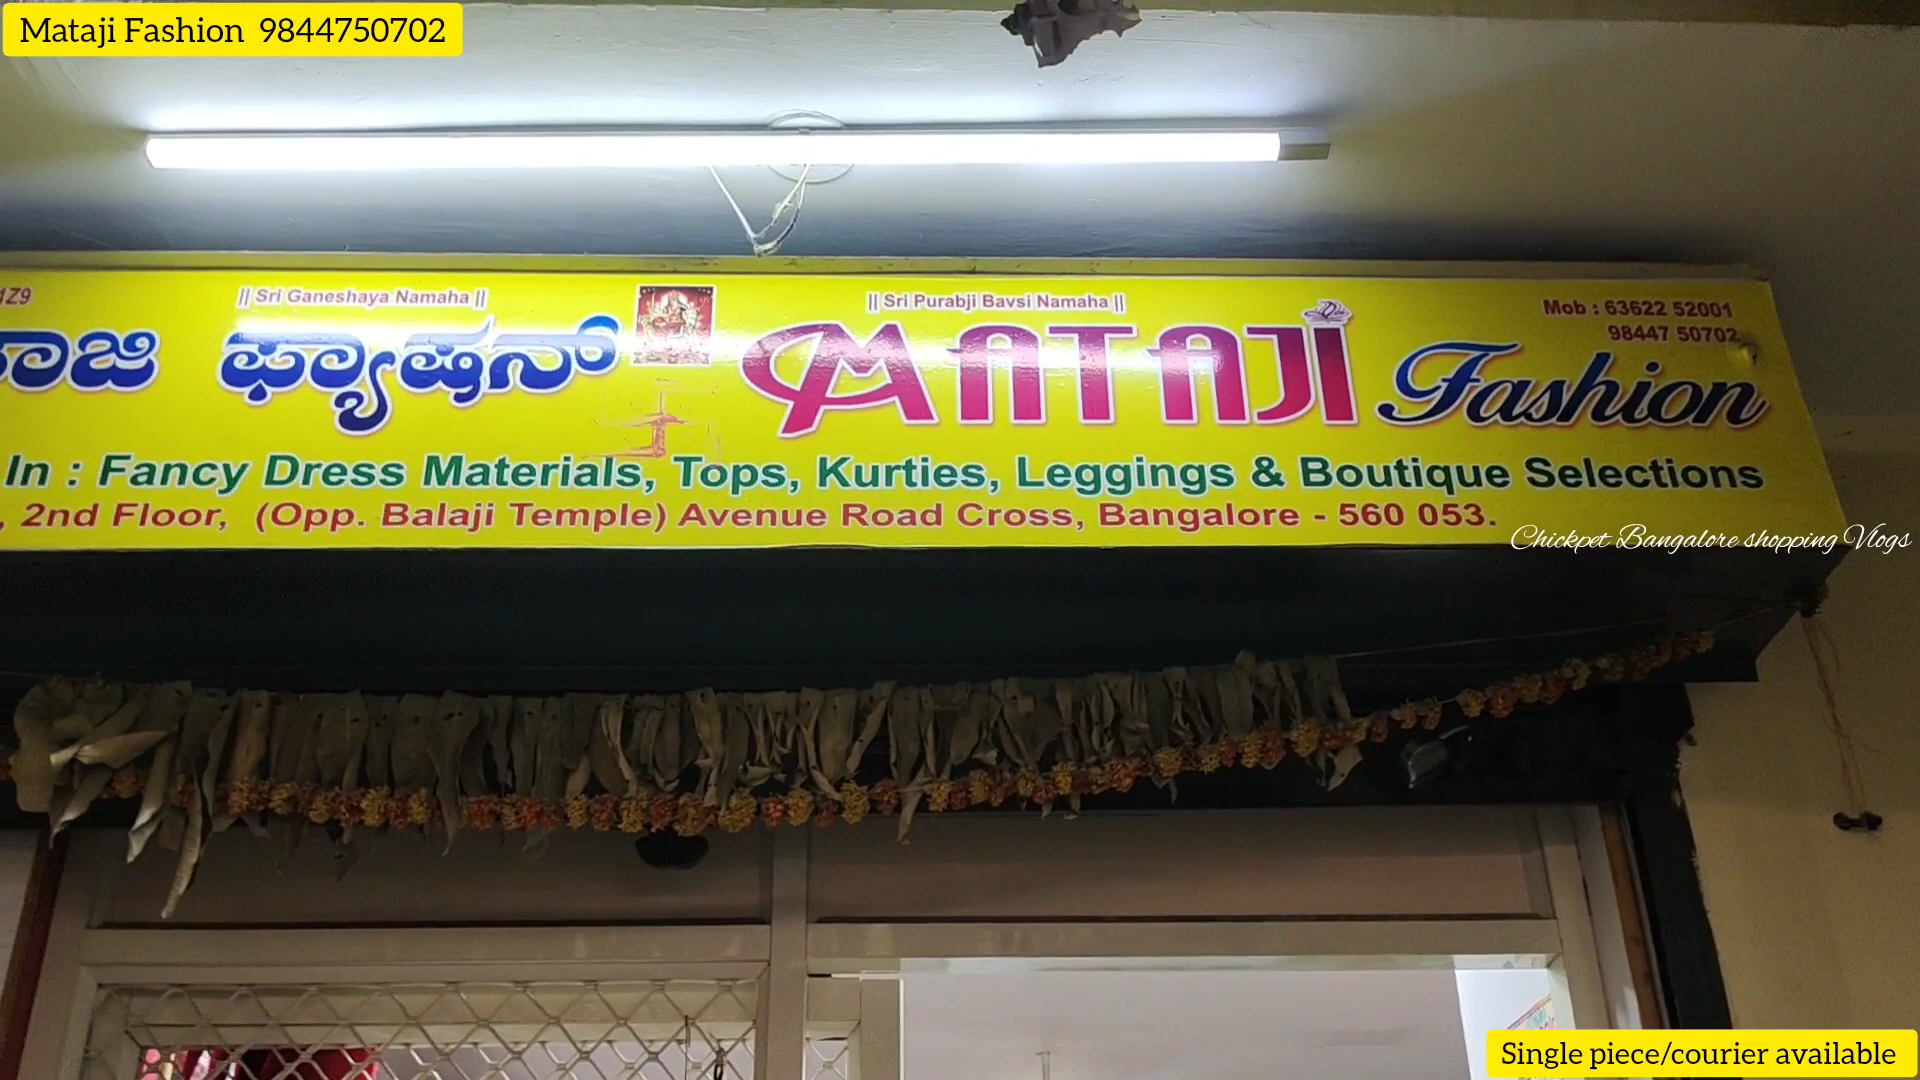 Mataji Fashion 9844750702
1Z9
|| Sri Ganeshaya Namaha ||
|| Sri Purabji Bavsi Namaha ||
Mob : 63622 52001
98447 50702
ಫ್ಯಾಷನ್
MATAJI Fashion
In : Fancy Dress Materials, Tops, Kurties, Leggings & Boutique Selections
, 2nd Floor, (Opp. Balaji Temple) Avenue Road Cross, Bangalore - 560 053.
Chickpet Bangalore shopping Vlogs
Single piece/courier available